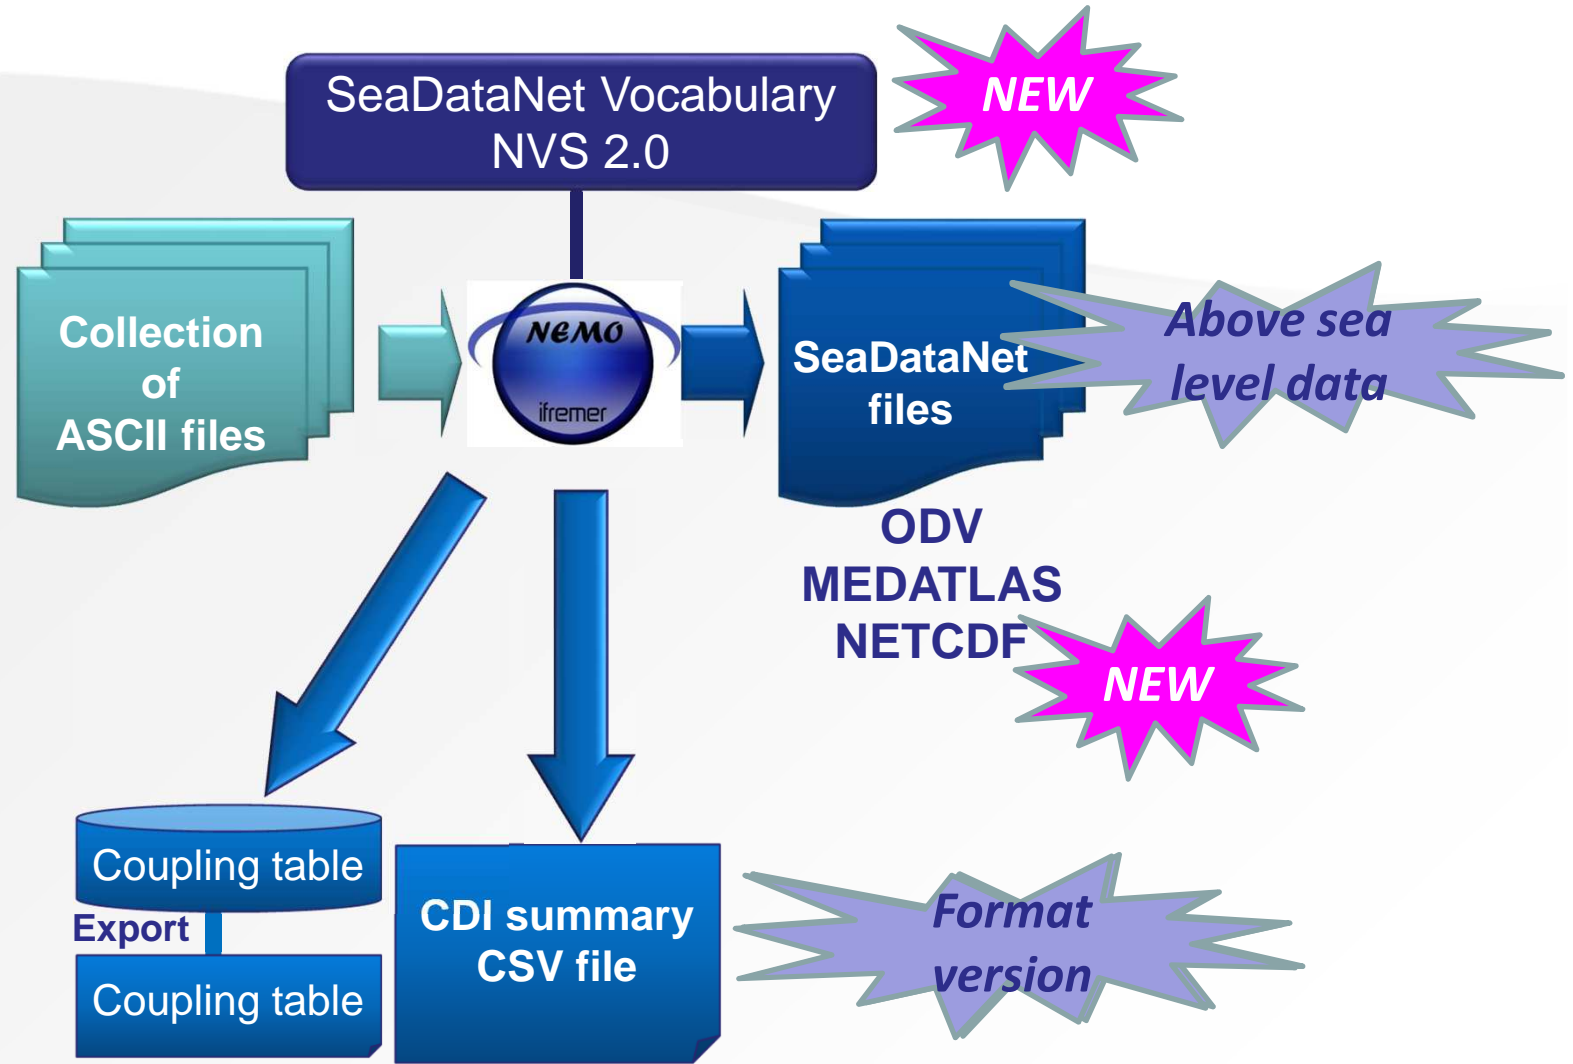 SeaDataNet Vocabulary
NVS 2.0
NEW
Collection
of
ASCII files
NEMO
ifremer
SeaDataNet
files
Above sea
level data
ODV
MEDATLAS
NETCDF
NEW
Coupling table
Export
Coupling table
CDI summary
CSV file
Format
version